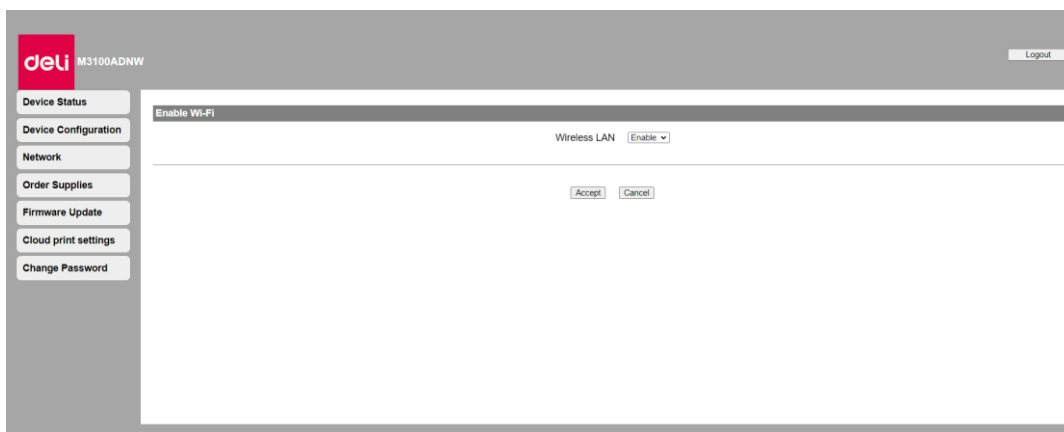 deli M3100ADNW
Logout
Device Status
Device Configuration
Network
Order Supplies
Firmware Update
Cloud print settings
Change Password
Enable Wi-Fi
Wireless LAN Enable
Accept Cancel